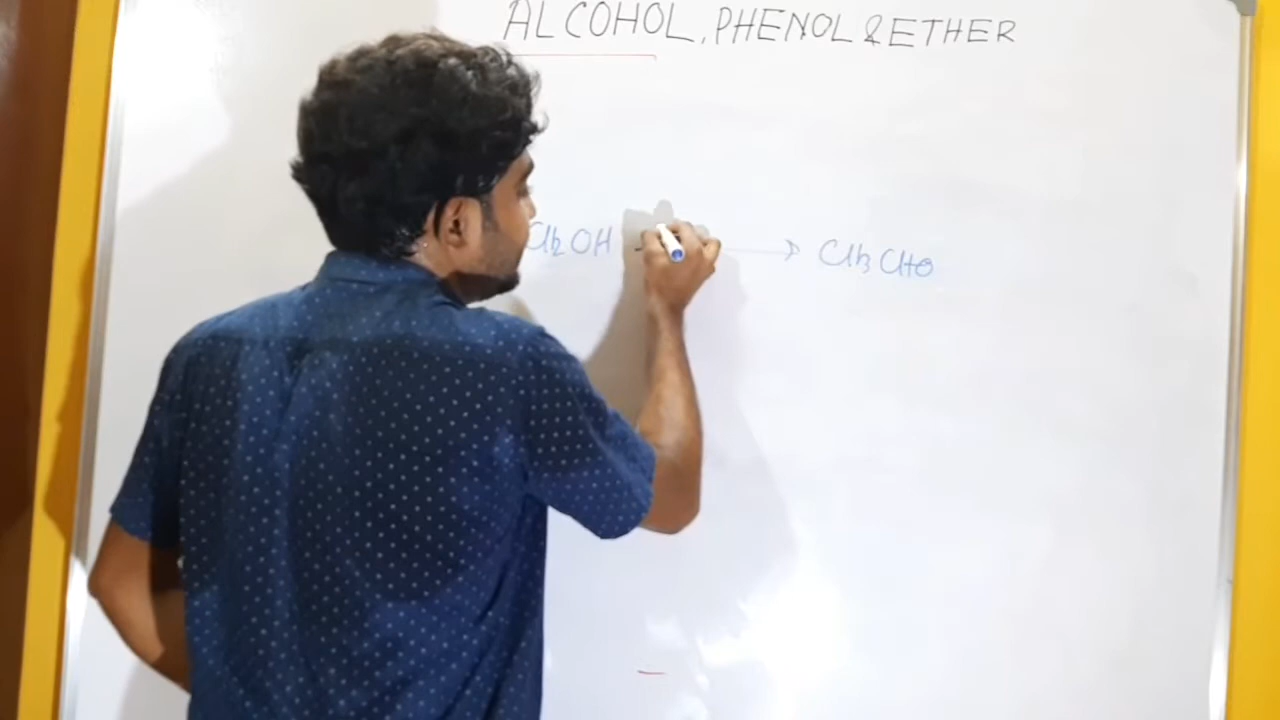 ALCOHOL, PHENOL & ETHER
CH₂OH → CH₃CHO